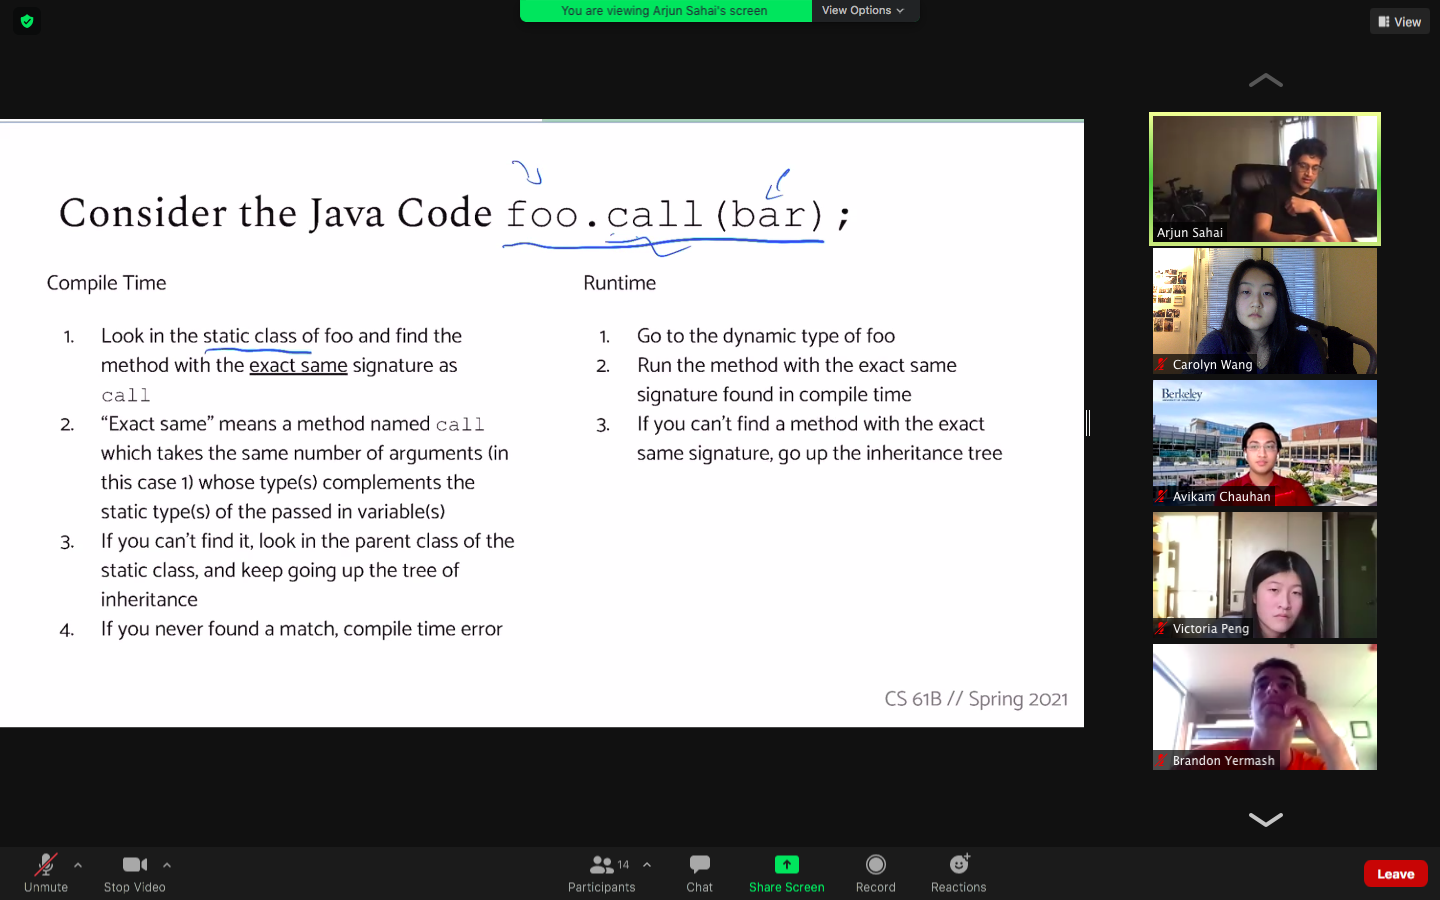 You are viewing Arjun Sahai's screen
View Options
View
Consider the Java Code foo.call(bar);
Compile Time
1. Look in the static class of foo and find the
method with the exact same signature as
call
2. “Exact same” means a method named call
which takes the same number of arguments (in
this case 1) whose type(s) complements the
static type(s) of the passed in variable(s)
3. If you can’t find it, look in the parent class of the
static class, and keep going up the tree of
inheritance
4. If you never found a match, compile time error
Runtime
1. Go to the dynamic type of foo
2. Run the method with the exact same
signature found in compile time
3. If you can’t find a method with the exact
same signature, go up the inheritance tree
CS 61B // Spring 2021
Arjun Sahai
Carolyn Wang
Berkeley
Avikam Chauhan
Victoria Peng
Brandon Yermash
Unmute
Stop Video
14
Participants
Chat
Share Screen
Record
Reactions
Leave